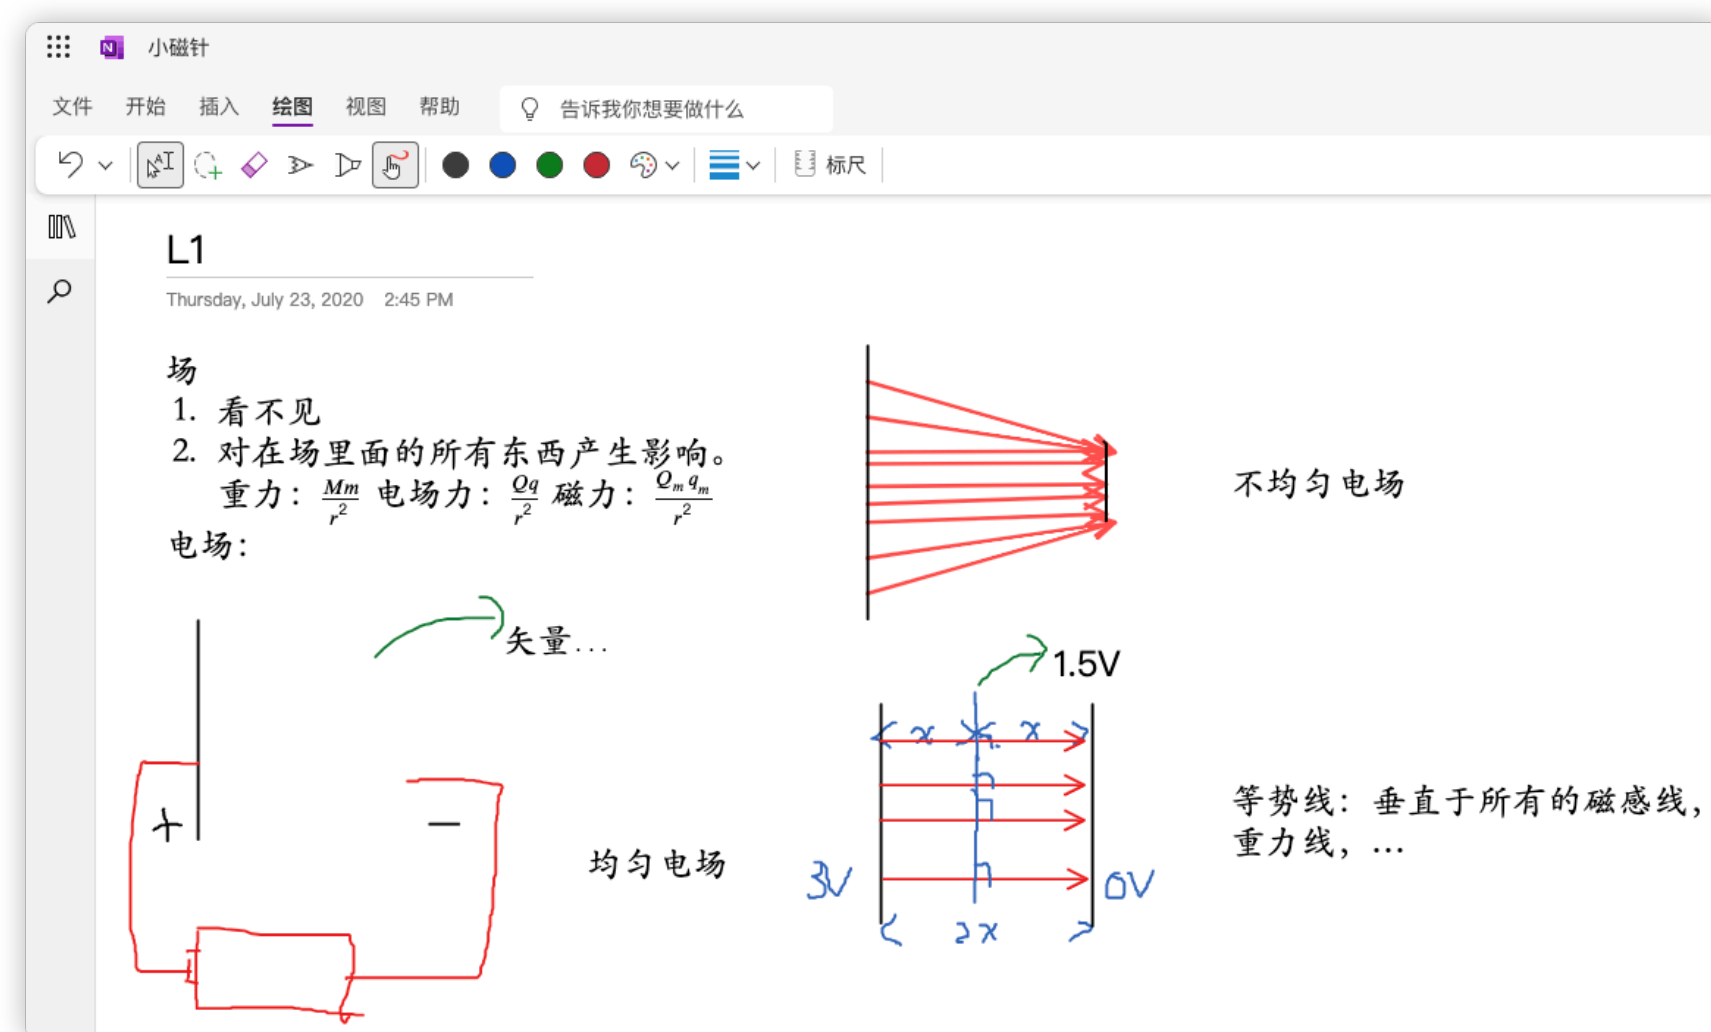 小磁针
文件 开始 插入 绘图 视图 帮助 告诉我你想要做什么
标尺
L1
Thursday, July 23, 2020 2:45 PM
场
1. 看不见
2. 对在场里面的所有东西产生影响。
重力： Mm/r² 电场力： Qq/r² 磁力： Qₘqₘ/r²
电场：
矢量…
+
−
均匀电场
不均匀电场
1.5V
x x
3V
0V
2x
等势线：垂直于所有的磁感线，
重力线，…